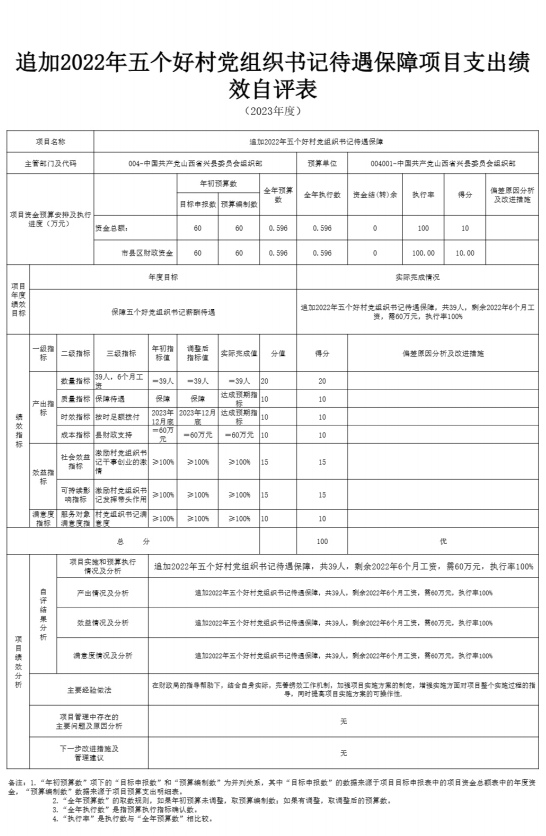 追加2022年五个好村党组织书记待遇保障项目支出绩
效自评表
（2023年度）
项目名称 追加2022年五个好村党组织书记待遇保障
主管部门及代码 004-中国共产党山西省兴县委员会组织部 预算单位 004001-中国共产党山西省兴县委员会组织部
项目资金预算安排及执行
进度（万元）
年初预算数 全年预算
数 全年执行数 资金结(转)余 执行率 得分 偏差原因分析
及改进措施
目标申报数 预算编制数
资金总额： 60 60 0.596 0.596 0 100 10
市县区财政资金 60 60 0.596 0.596 0 100.00 10.00
项目
年度
绩效
目标
年度目标 实际完成情况
保障五个好党组织书记薪酬待遇 追加2022年五个好村党组织书记待遇保障，共39人，剩余2022年6个月工
资，需60万元，执行率100%
绩
效
指
标
一级指
标 二级指标 三级指标 年初指
标值 调整后
指标值 实际完成值 分值 得分 偏差原因分析及改进措施
产出指
标
数量指标 39人，6个月工
资 ＝39人 ＝39人 ＝39人 20 20
质量指标 保障待遇 保障 保障 达成预期指
标 10 10
时效指标 按时足额拨付 2023年
12月底 2023年12月
底 达成预期指
标 10 10
成本指标 县财政支持 ＝60万
元 ＝60万元 ＝60万元 10 10
效益指
标
社会效益
指标 激励村党组织书
记干事创业的激
情 ≥100% ≥100% ≥100% 15 15
可持续影
响指标 激励村党组织书
记发挥带头作用 ≥100% ≥100% ≥100% 15 15
满意度
指标 服务对象
满意度指 村党组织书记满
意度 ≥100% ≥100% ≥100% 10 10
总 分 100 优
项
目
绩
效
分
析
自
评
结
果
分
析
项目实施和预算执行
情况及分析 追加2022年五个好村党组织书记待遇保障，共39人，剩余2022年6个月工资，需60万元，执行率100%
产出情况及分析 追加2022年五个好村党组织书记待遇保障，共39人，剩余2022年6个月工资，需60万元，执行率100%
效益情况及分析 追加2022年五个好村党组织书记待遇保障，共39人，剩余2022年6个月工资，需60万元，执行率100%
满意度情况及分析 追加2022年五个好村党组织书记待遇保障，共39人，剩余2022年6个月工资，需60万元，执行率100%
主要经验做法 在财政局的指导帮助下，结合自身实际，完善绩效工作机制，加强项目实施方案的制定，增强实施方面对项目整个实施过程的指
导，同时提高项目实施方案的可操作性.
项目管理中存在的
主要问题及原因分析 无
下一步改进措施及
管理建议 无
备注：1.“年初预算数”项下的“目标申报数”和“预算编制数”为并列关系，其中“目标申报数”的数据来源于项目目标申报表中的项目资金总额表中的年度资
金，“预算编制数”数据来源于项目预算支出明细表。
2.“全年预算数”的取数规则，如果年初预算未调整，取预算编制数；如果有调整，取调整后的预算数。
3.“全年执行数”是指预算执行指标确认数。
4.“执行率”是执行数与“全年预算数”相比较。